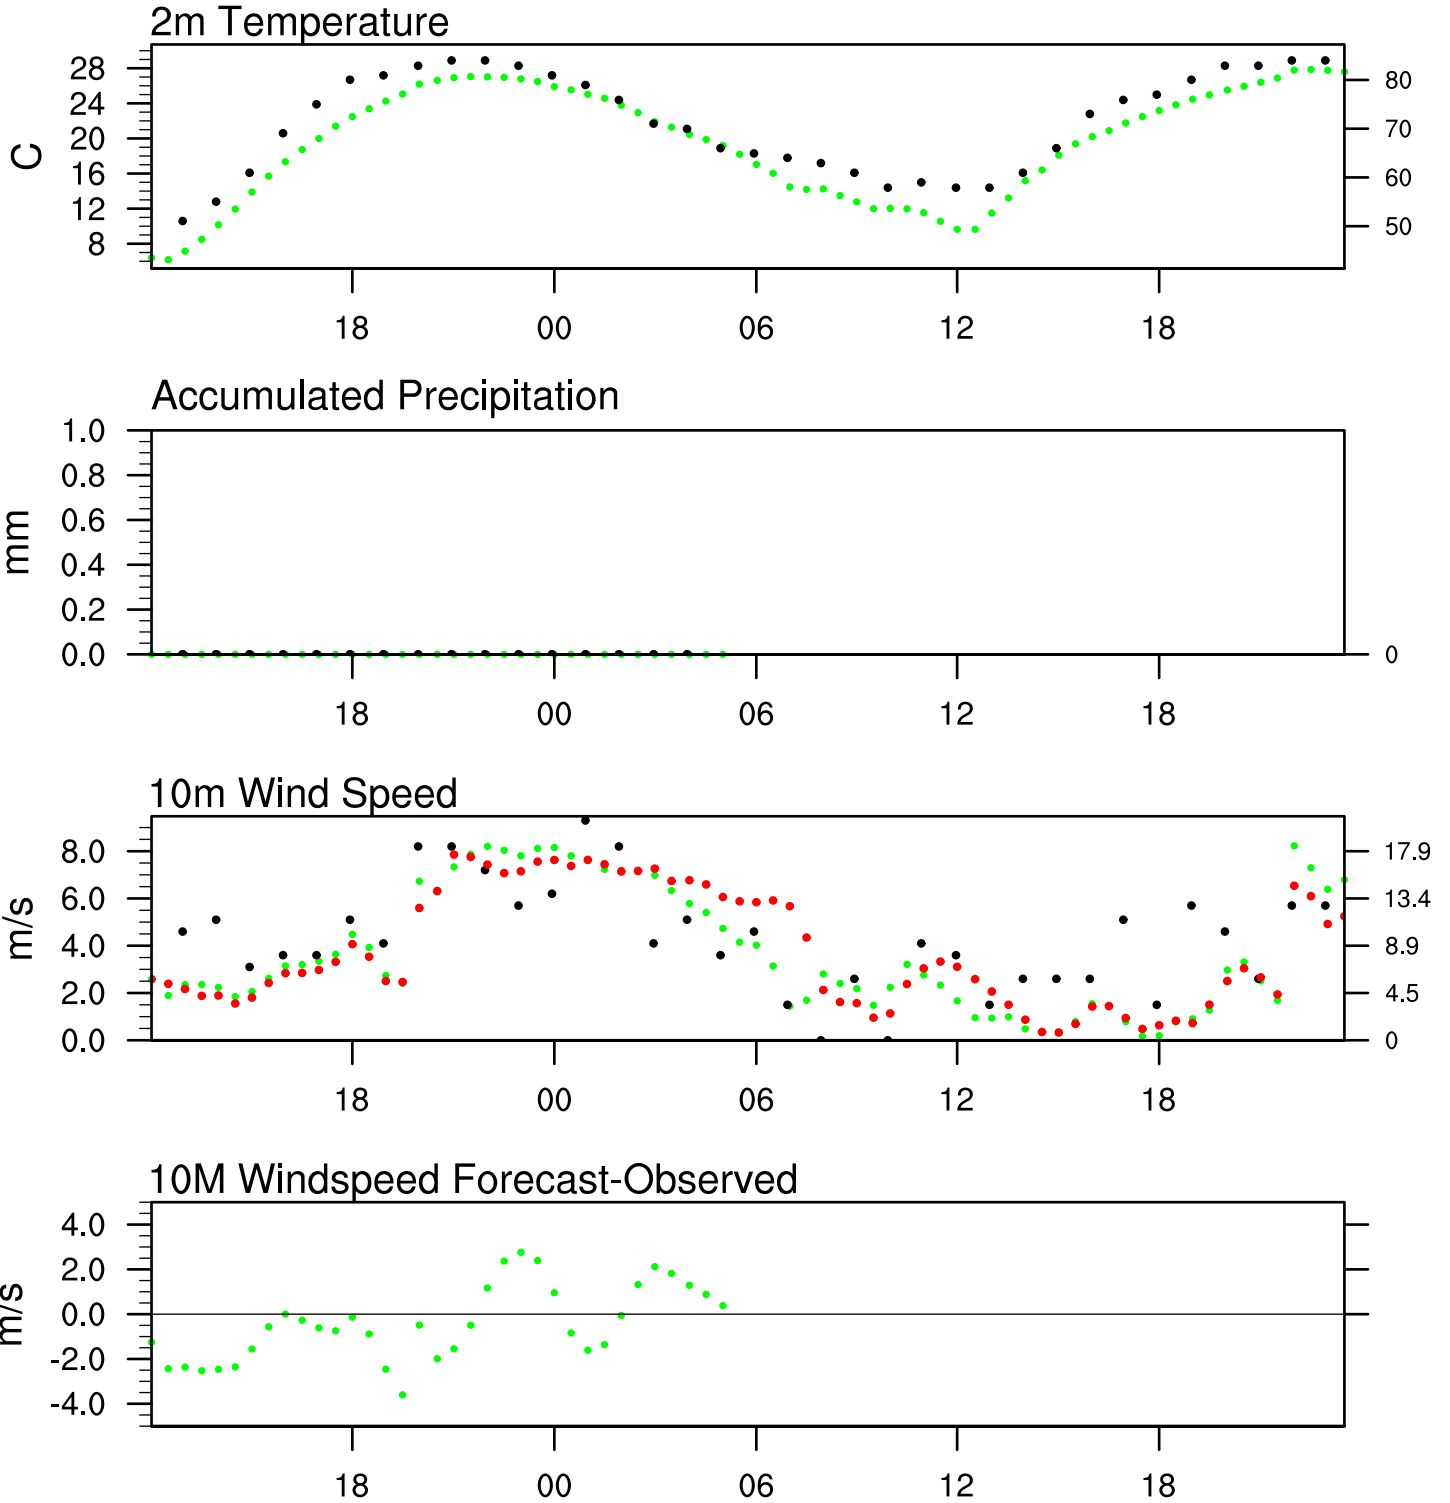 2m Temperature
28
24
20
16
12
8
C
80
70
60
50
18 00 06 12 18
Accumulated Precipitation
1.0
0.8
0.6
0.4
0.2
0.0
mm
0
18 00 06 12 18
10m Wind Speed
8.0
6.0
4.0
2.0
0.0
m/s
17.9
13.4
8.9
4.5
0
18 00 06 12 18
10M Windspeed Forecast-Observed
4.0
2.0
0.0
-2.0
-4.0
m/s
18 00 06 12 18